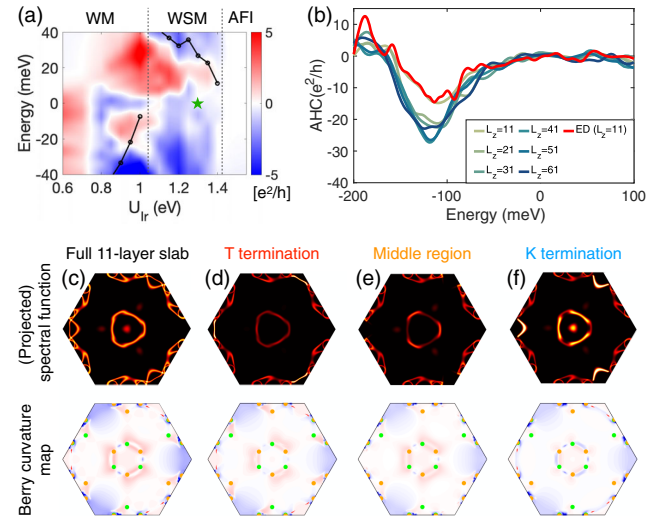 (a) WM WSM AFI
Energy (meV)
40
20
0
-20
-40
0.6 0.8 1 1.2 1.4
U_Ir (eV)
5
0
-5
[e²/h]
(b)
AHC(e²/h)
20
10
0
-10
-20
-30
-40
-200 -100 0 100
Energy (meV)
L_z=11 L_z=41 ED (L_z=11)
L_z=21 L_z=51
L_z=31 L_z=61
Full 11-layer slab T termination Middle region K termination
(c) (d) (e) (f)
(Projected)
spectral function
Berry curvature
map